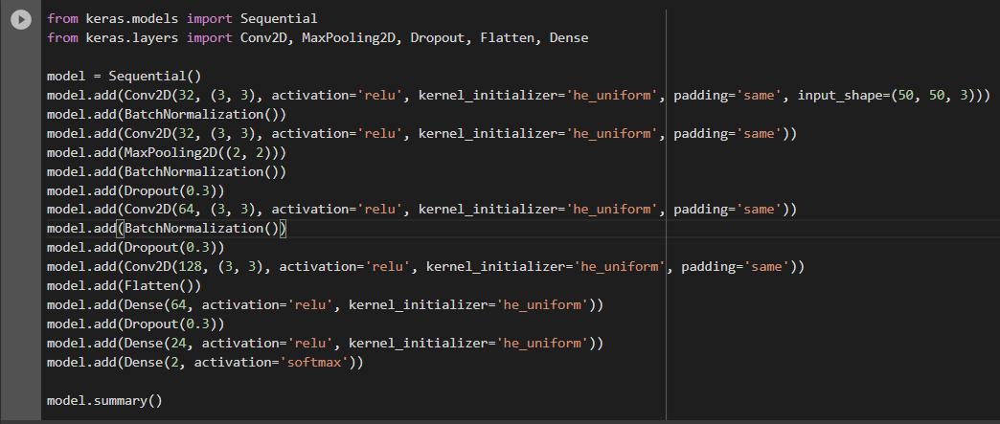 from keras.models import Sequential
from keras.layers import Conv2D, MaxPooling2D, Dropout, Flatten, Dense
model = Sequential()
model.add(Conv2D(32, (3, 3), activation='relu', kernel_initializer='he_uniform', padding='same', input_shape=(50, 50, 3)))
model.add(BatchNormalization())
model.add(Conv2D(32, (3, 3), activation='relu', kernel_initializer='he_uniform', padding='same'))
model.add(MaxPooling2D((2, 2)))
model.add(BatchNormalization())
model.add(Dropout(0.3))
model.add(Conv2D(64, (3, 3), activation='relu', kernel_initializer='he_uniform', padding='same'))
model.add(BatchNormalization())
model.add(Dropout(0.3))
model.add(Conv2D(128, (3, 3), activation='relu', kernel_initializer='he_uniform', padding='same'))
model.add(Flatten())
model.add(Dense(64, activation='relu', kernel_initializer='he_uniform'))
model.add(Dropout(0.3))
model.add(Dense(24, activation='relu', kernel_initializer='he_uniform'))
model.add(Dense(2, activation='softmax'))
model.summary()